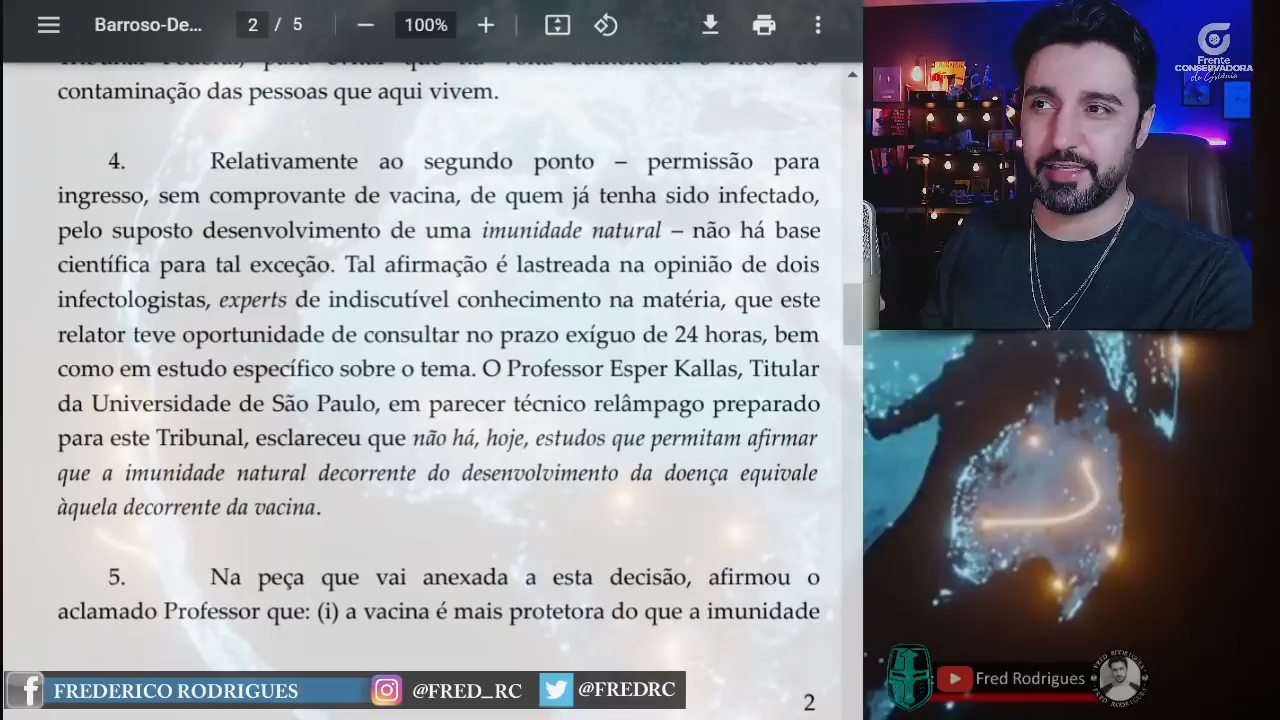 Barroso-De...
2 / 5
100%
contaminação das pessoas que aqui vivem.
4. Relativamente ao segundo ponto – permissão para
ingresso, sem comprovante de vacina, de quem já tenha sido infectado,
pelo suposto desenvolvimento de uma imunidade natural – não há base
científica para tal exceção. Tal afirmação é lastreada na opinião de dois
infectologistas, experts de indiscutível conhecimento na matéria, que este
relator teve oportunidade de consultar no prazo exíguo de 24 horas, bem
como em estudo específico sobre o tema. O Professor Esper Kallas, Titular
da Universidade de São Paulo, em parecer técnico relâmpago preparado
para este Tribunal, esclareceu que não há, hoje, estudos que permitam afirmar
que a imunidade natural decorrente do desenvolvimento da doença equivale
àquela decorrente da vacina.
5. Na peça que vai anexada a esta decisão, afirmou o
aclamado Professor que: (i) a vacina é mais protetora do que a imunidade
2
Frente
CONSERVADORA
de Goiânia
FREDERICO RODRIGUES
@FRED_RC
@FREDRC
Fred Rodrigues
FRED RODRIGUES
FRED RODRIGUES